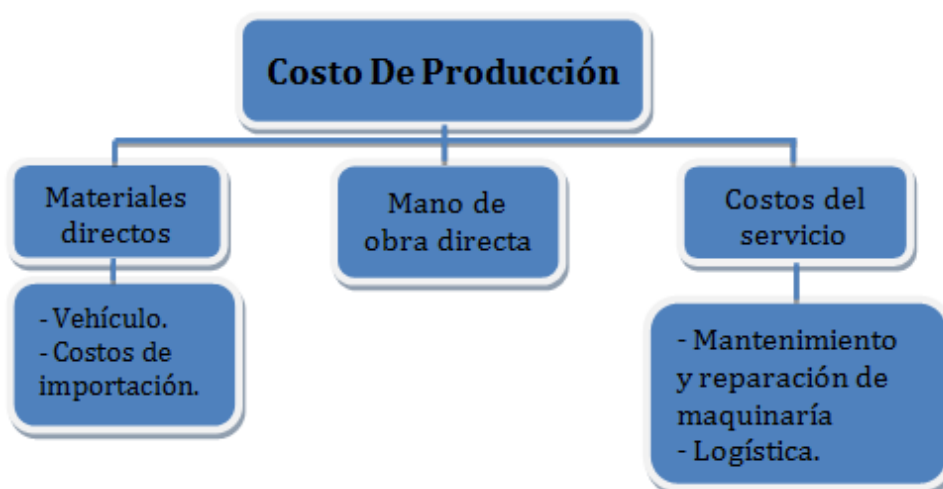 Costo De Producción
Materiales
directos
Mano de
obra directa
Costos del
servicio
- Vehículo.
- Costos de
importación.
- Mantenimiento
y reparación de
maquinaría
- Logística.